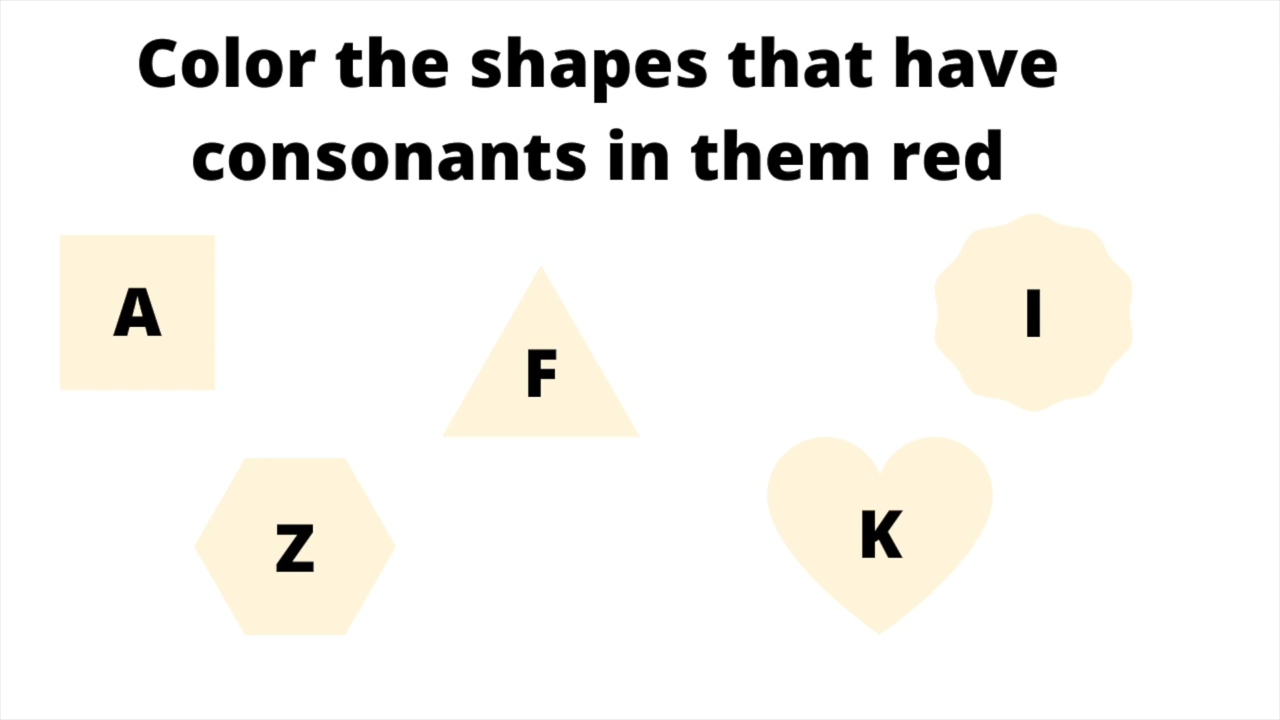 Color the shapes that have
consonants in them red
A
F
I
Z
K